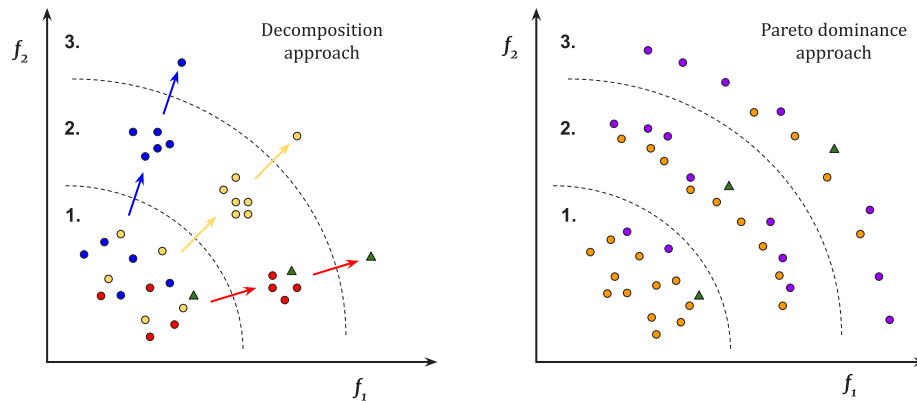 3.
f2
Decomposition
approach
2.
1.
f1
3.
f2
Pareto dominance
approach
2.
1.
f1